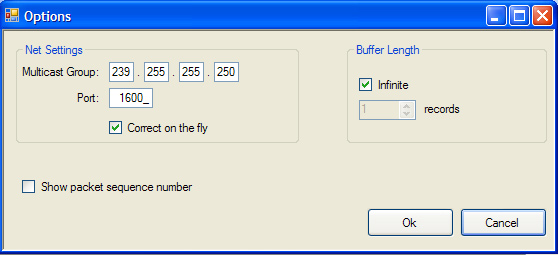 Options
Net Settings
Multicast Group: 239 . 255 . 255 . 250
Port: 1600_
Correct on the fly
Buffer Length
Infinite
1 records
Show packet sequence number
Ok Cancel